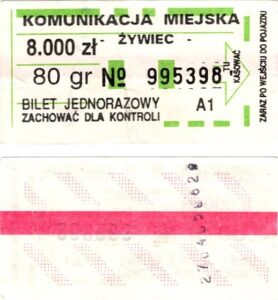 KOMUNIKACJA MIEJSKA
8.000 zł - ŻYWIEC -
80 gr № 995398
BILET JEDNORAZOWY A1
ZACHOWAĆ DLA KONTROLI
TU
KASOWAĆ
ZARAZ PO WEJŚCIU DO POJAZDU